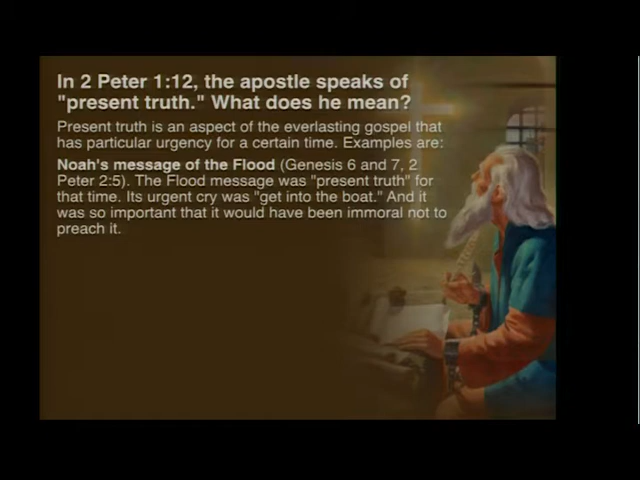 In 2 Peter 1:12, the apostle speaks of
"present truth." What does he mean?
Present truth is an aspect of the everlasting gospel that
has particular urgency for a certain time. Examples are:
Noah's message of the Flood (Genesis 6 and 7, 2
Peter 2:5). The Flood message was "present truth" for
that time. Its urgent cry was "get into the boat." And it
was so important that it would have been immoral not to
preach it.